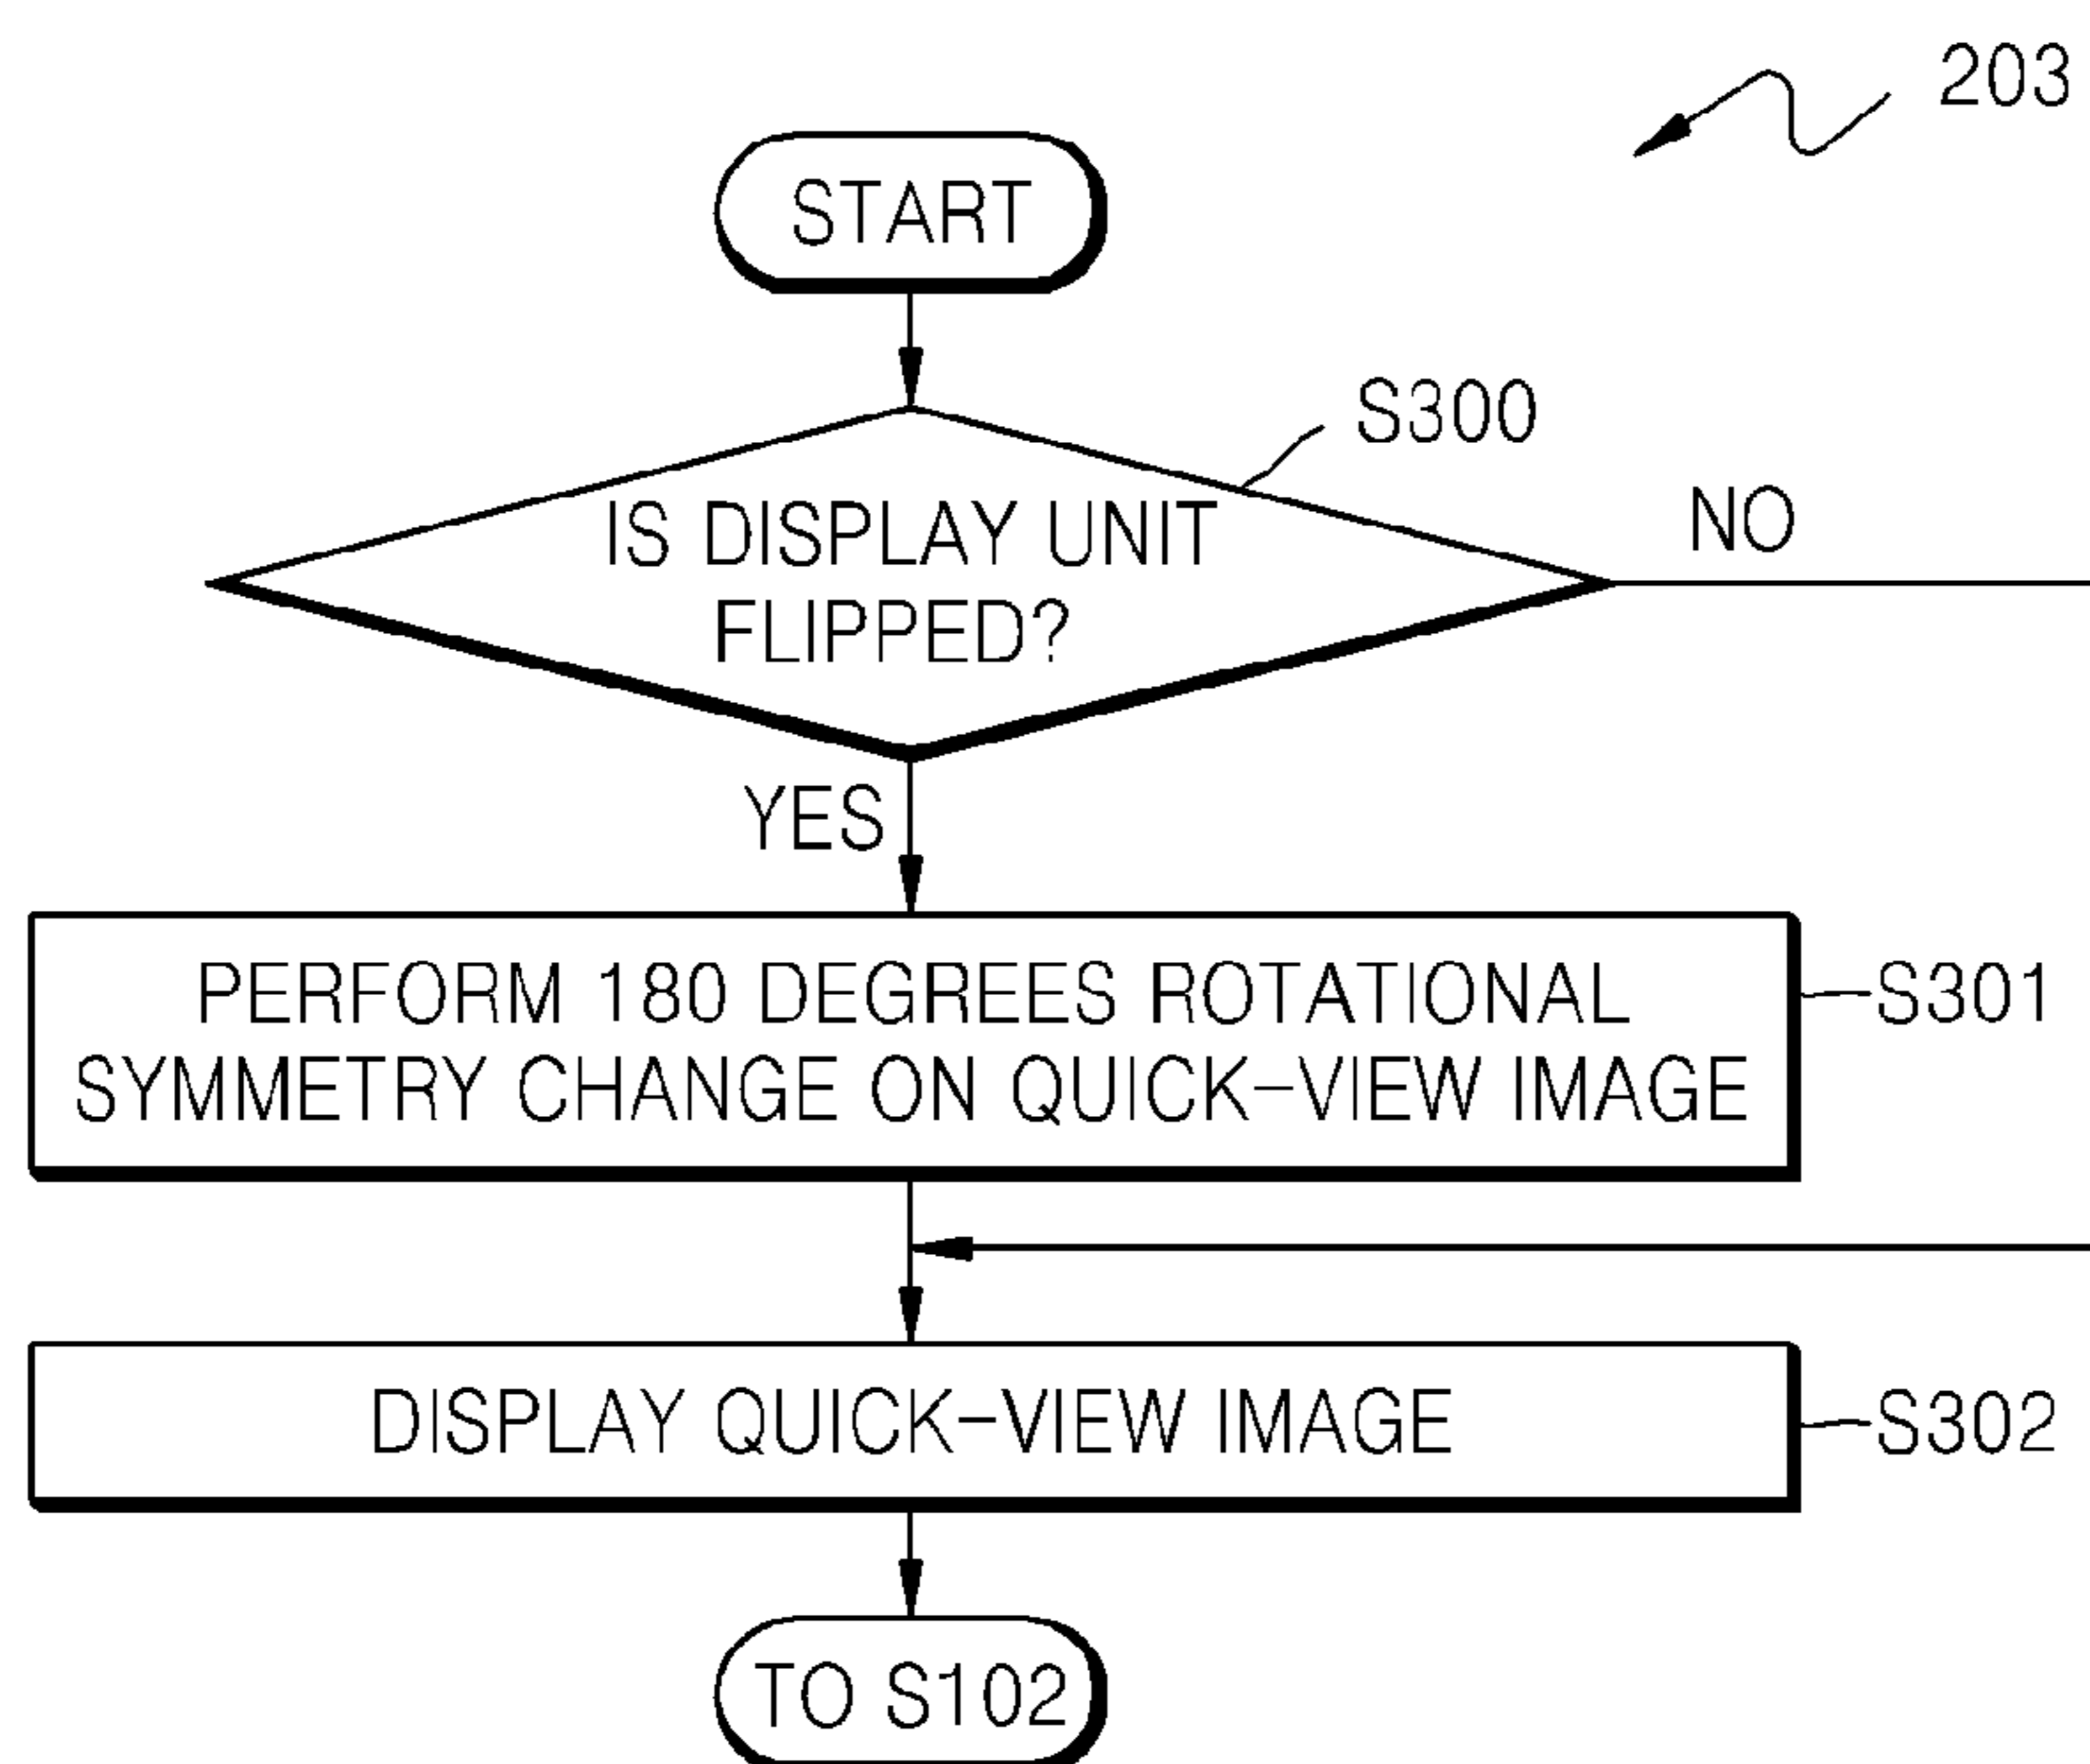 203
START
S300
IS DISPLAY UNIT
FLIPPED?
NO
YES
PERFORM 180 DEGREES ROTATIONAL
SYMMETRY CHANGE ON QUICK-VIEW IMAGE
S301
DISPLAY QUICK-VIEW IMAGE
S302
TO S102